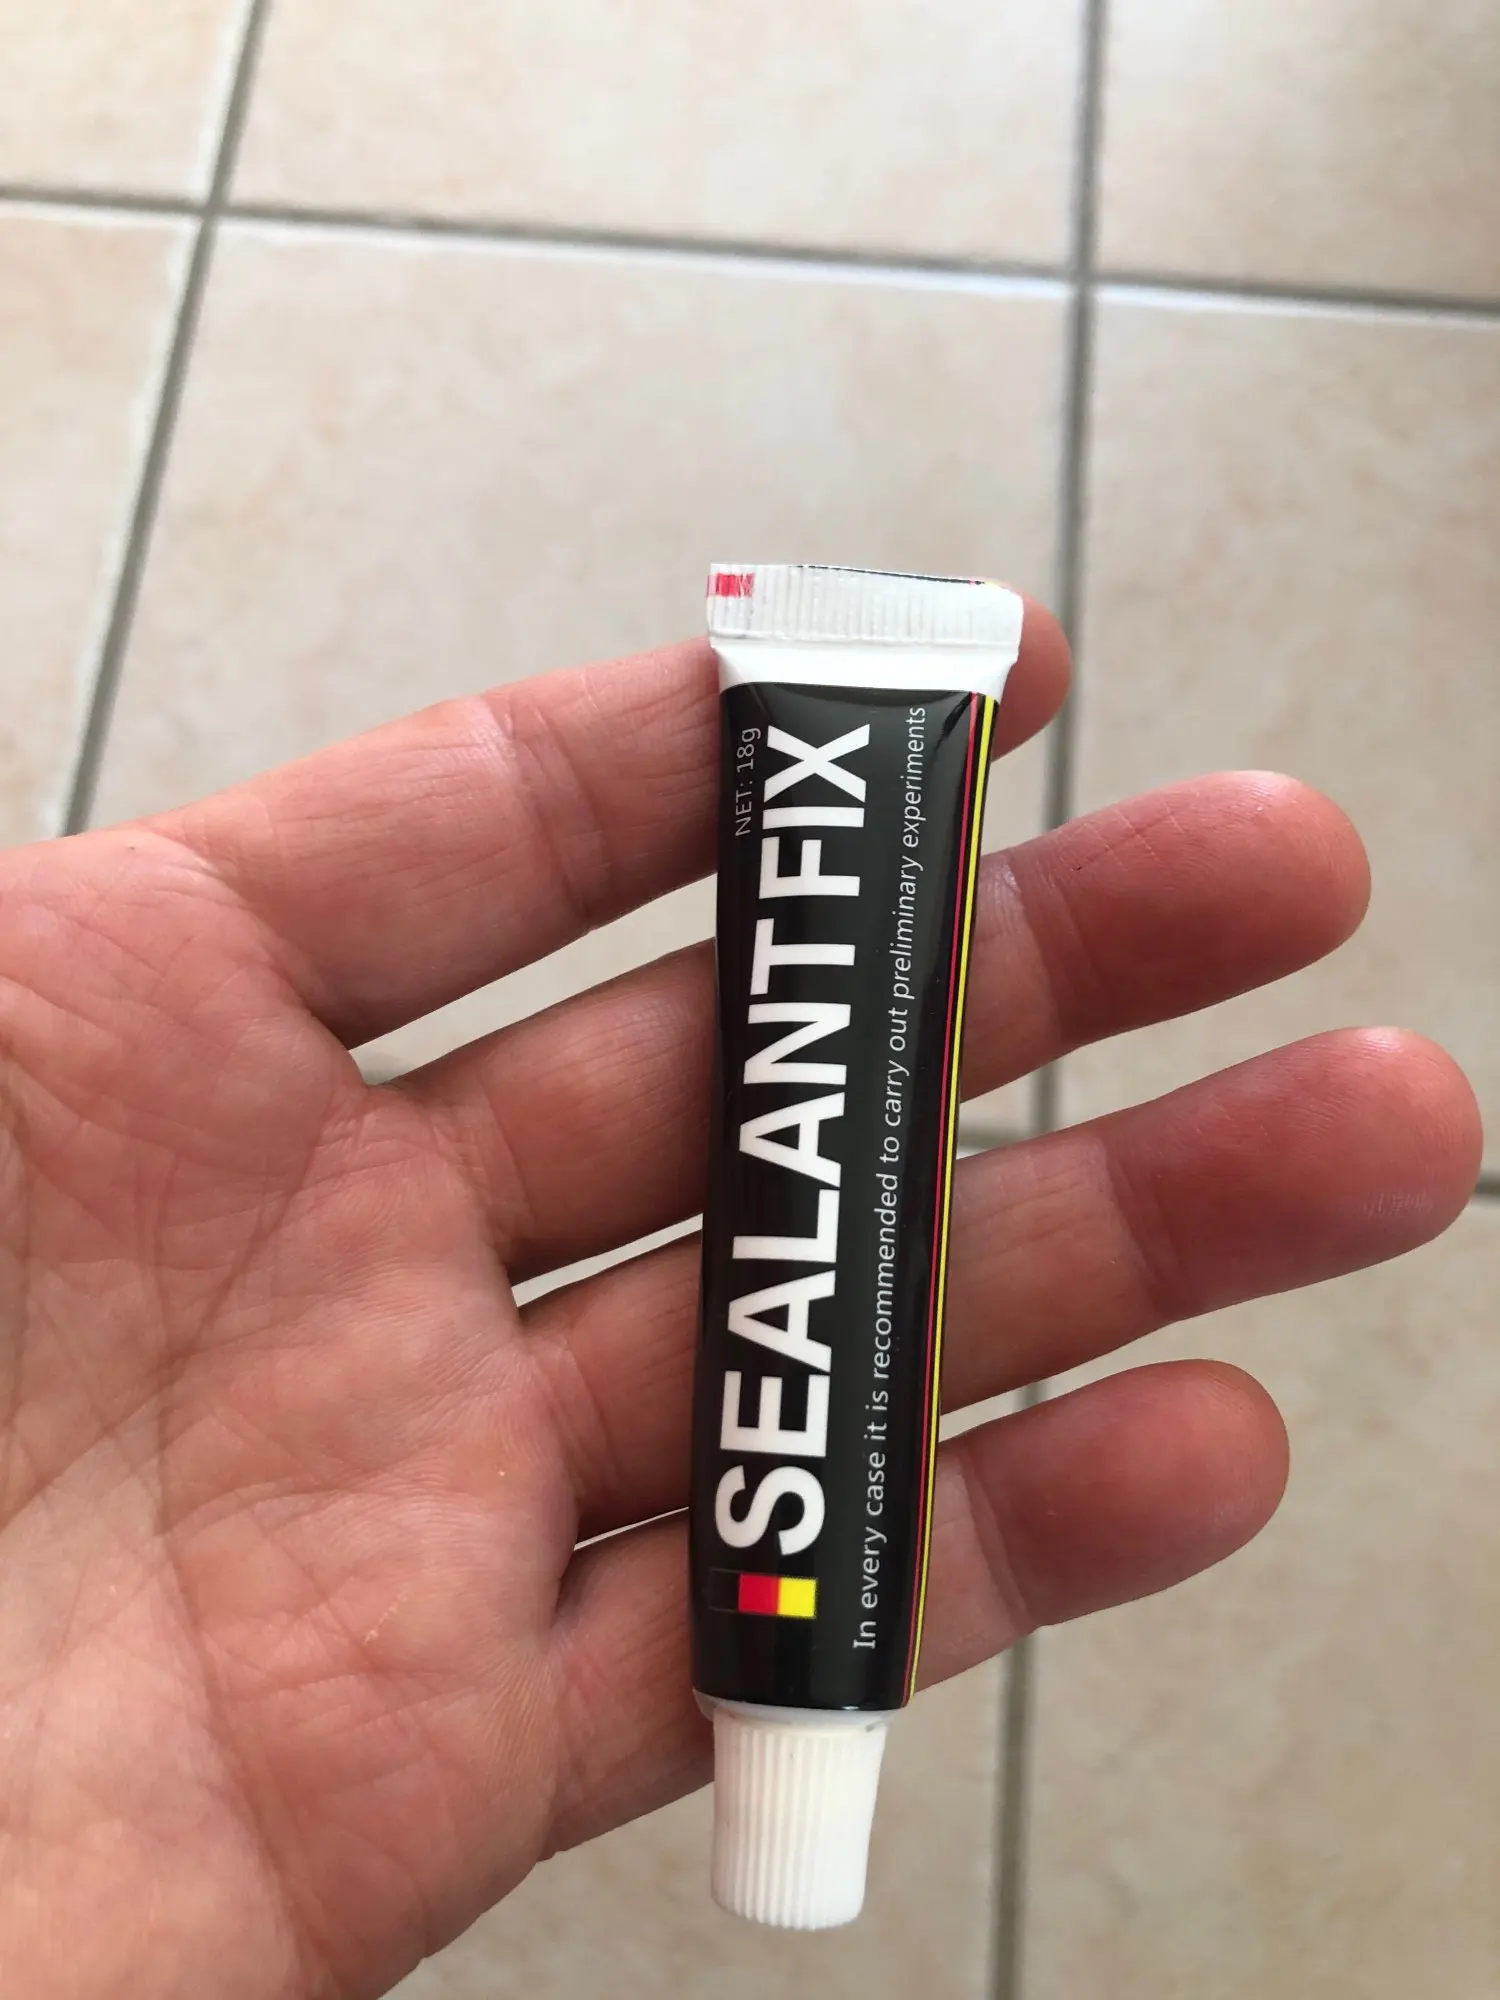 NET: 18g
SEALANTFIX
In every case it is recommended to carry out preliminary experiments